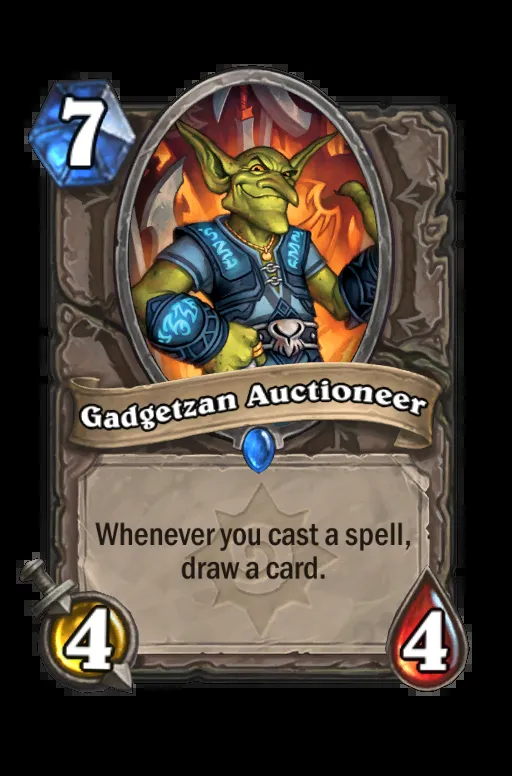 7
Gadgetzan Auctioneer
Whenever you cast a spell,
draw a card.
4
4